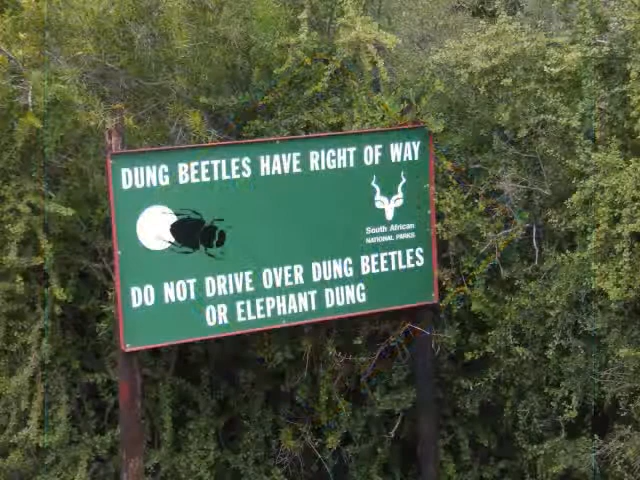 DUNG BEETLES HAVE RIGHT OF WAY
South African
NATIONAL PARKS
DO NOT DRIVE OVER DUNG BEETLES
OR ELEPHANT DUNG